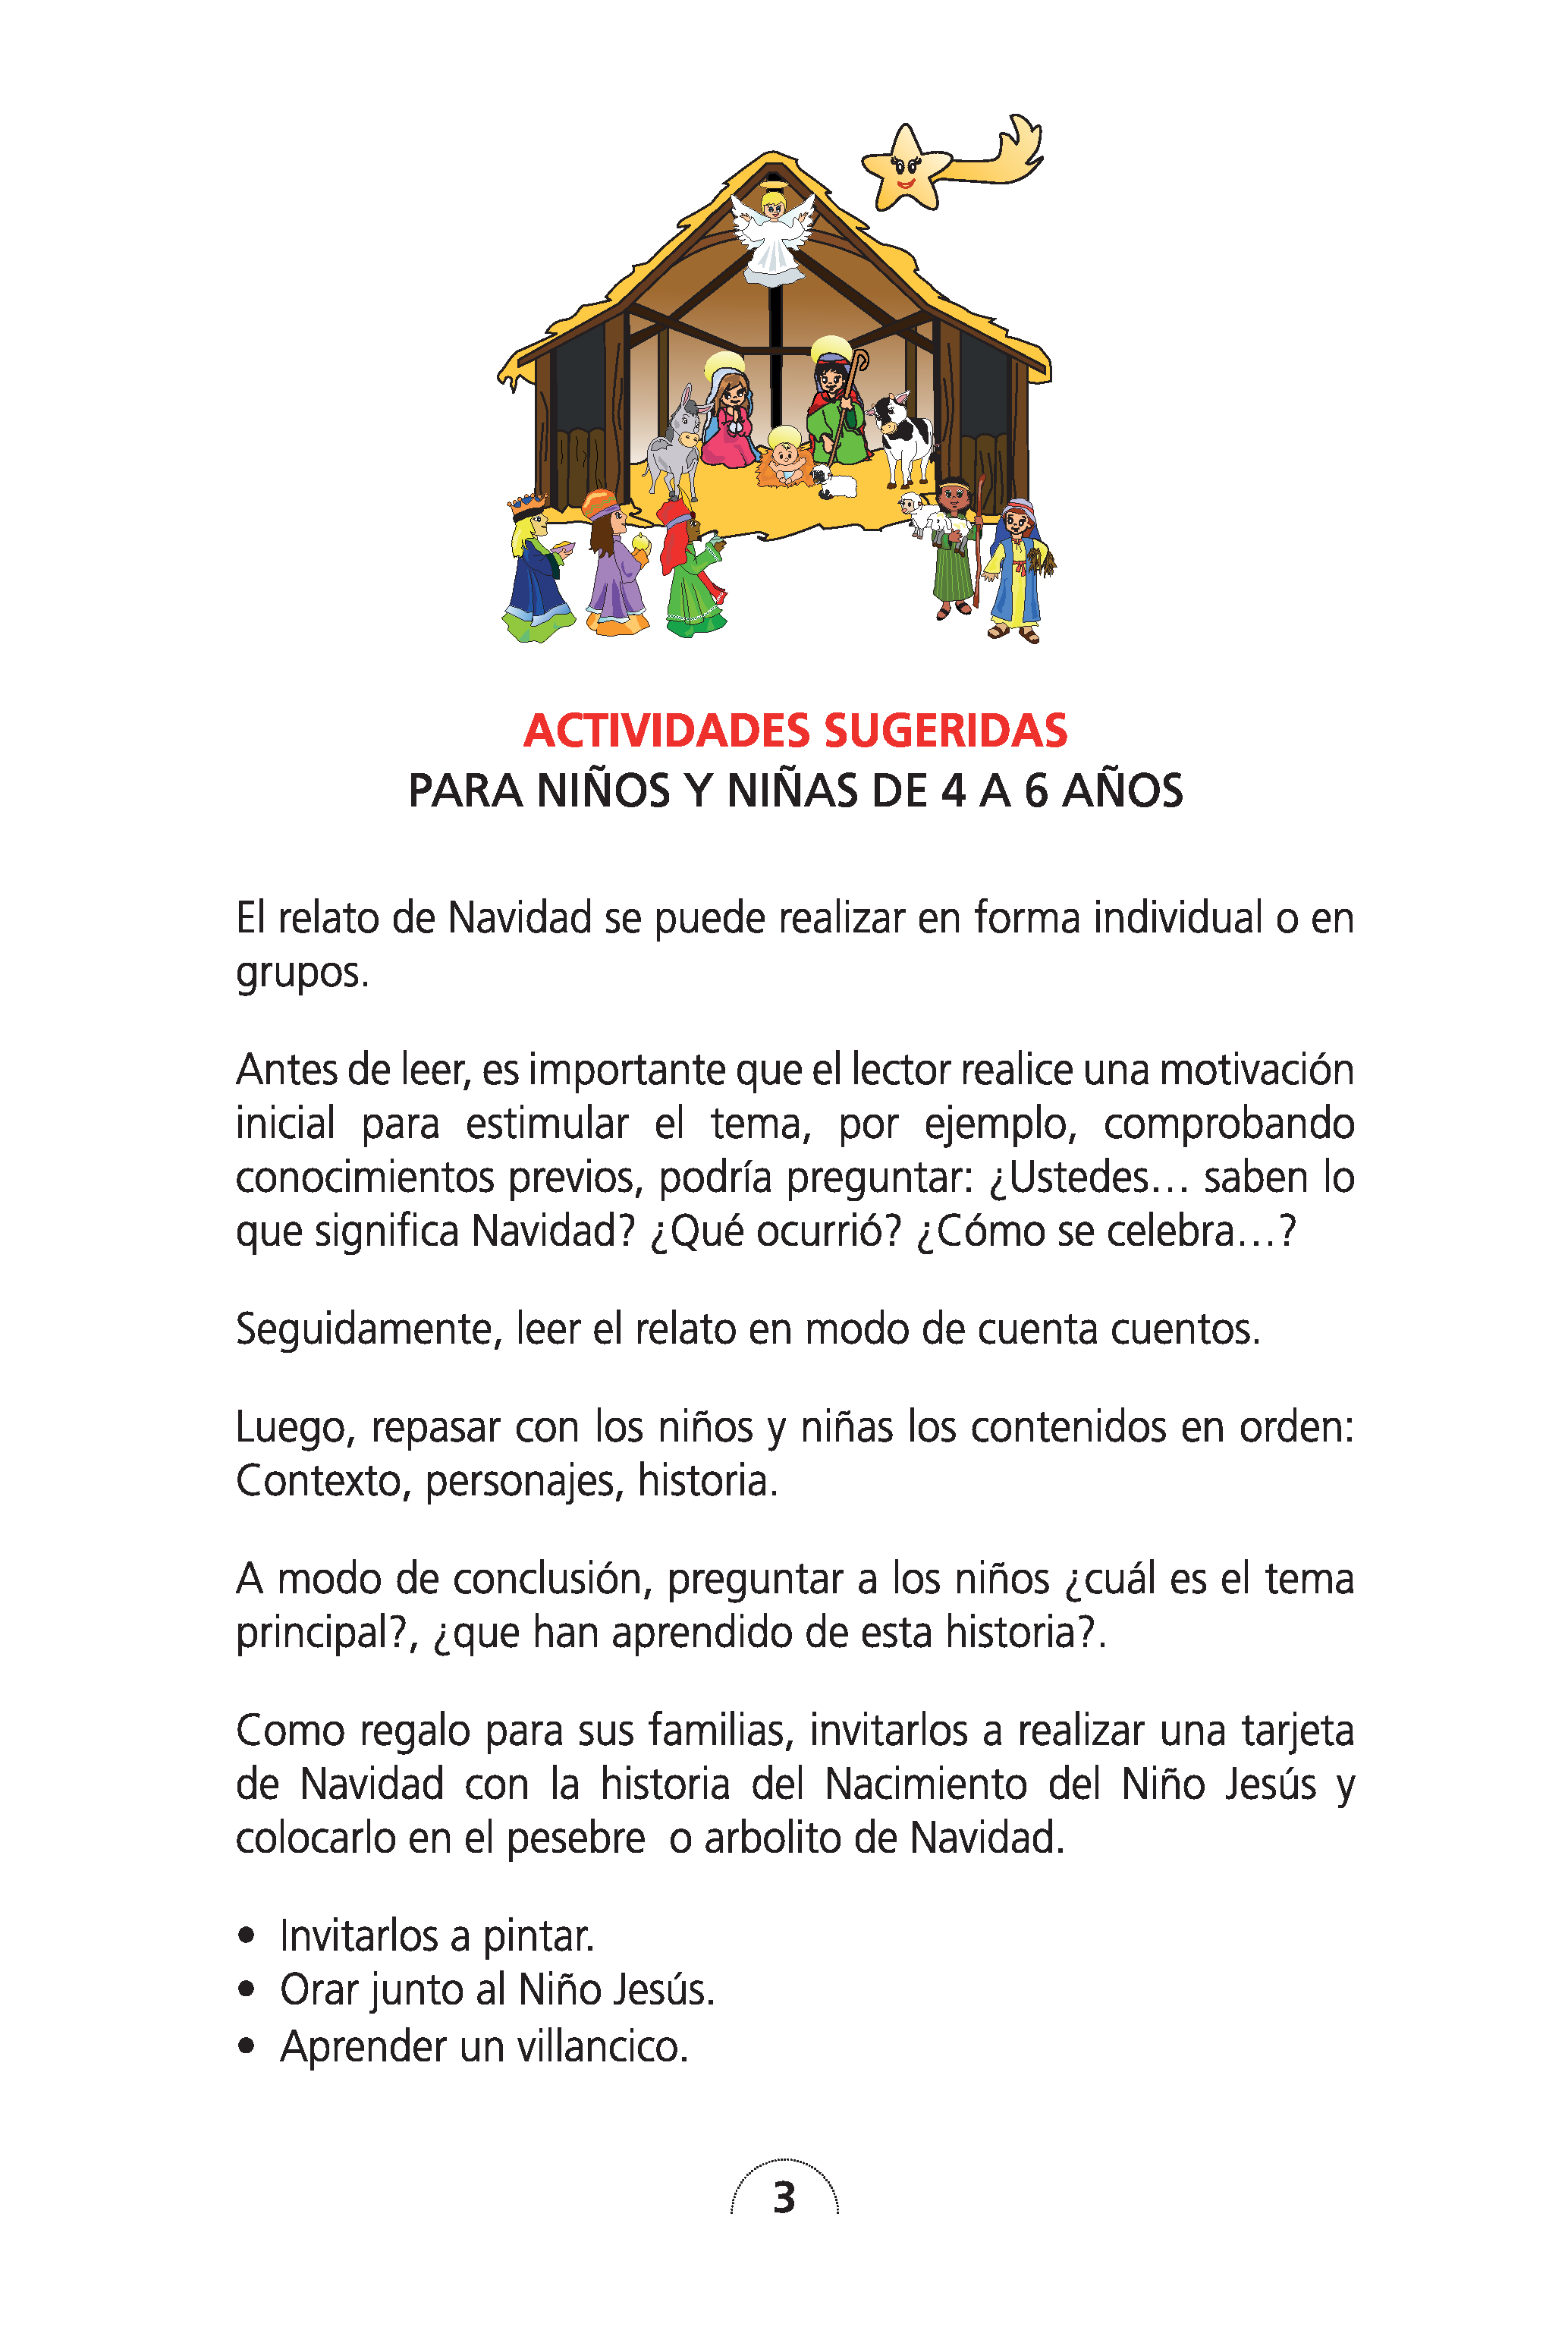 ACTIVIDADES SUGERIDAS
PARA NIÑOS Y NIÑAS DE 4 A 6 AÑOS
El relato de Navidad se puede realizar en forma individual o en
grupos.
Antes de leer, es importante que el lector realice una motivación
inicial para estimular el tema, por ejemplo, comprobando
conocimientos previos, podría preguntar: ¿Ustedes… saben lo
que significa Navidad? ¿Qué ocurrió? ¿Cómo se celebra…?
Seguidamente, leer el relato en modo de cuenta cuentos.
Luego, repasar con los niños y niñas los contenidos en orden:
Contexto, personajes, historia.
A modo de conclusión, preguntar a los niños ¿cuál es el tema
principal?, ¿que han aprendido de esta historia?.
Como regalo para sus familias, invitarlos a realizar una tarjeta
de Navidad con la historia del Nacimiento del Niño Jesús y
colocarlo en el pesebre o arbolito de Navidad.
• Invitarlos a pintar.
• Orar junto al Niño Jesús.
• Aprender un villancico.
3